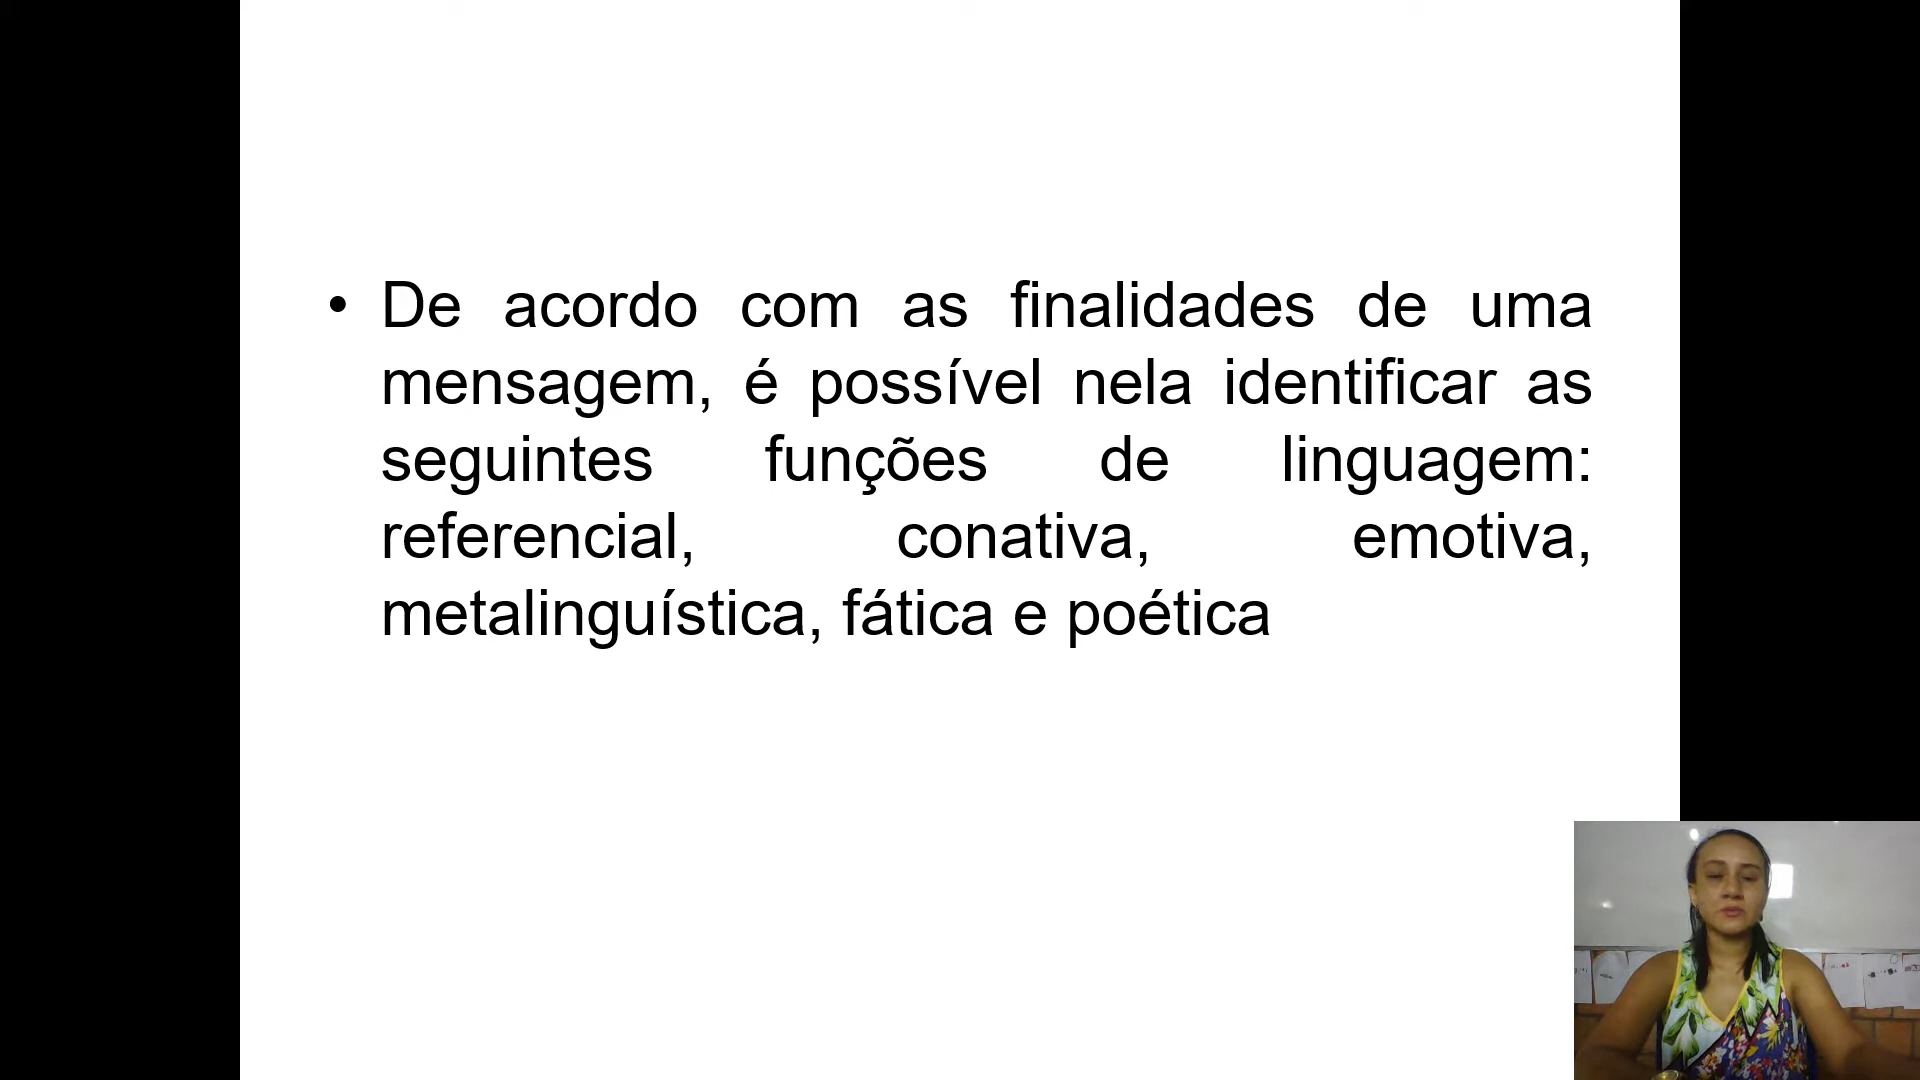 • De acordo com as finalidades de uma
mensagem, é possível nela identificar as
seguintes funções de linguagem:
referencial, conativa, emotiva,
metalinguística, fática e poética